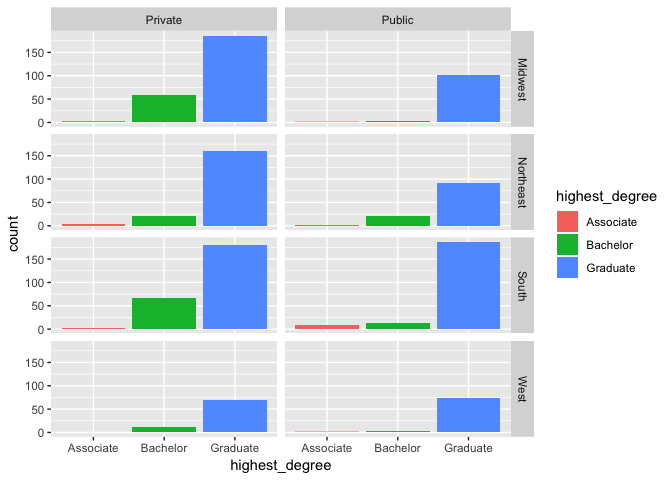 Private
Public
150
100
50
0
Midwest
150
100
50
0
Northeast
150
100
50
0
South
150
100
50
0
West
count
Associate
Bachelor
Graduate
Associate
Bachelor
Graduate
highest_degree
highest_degree
Associate
Bachelor
Graduate